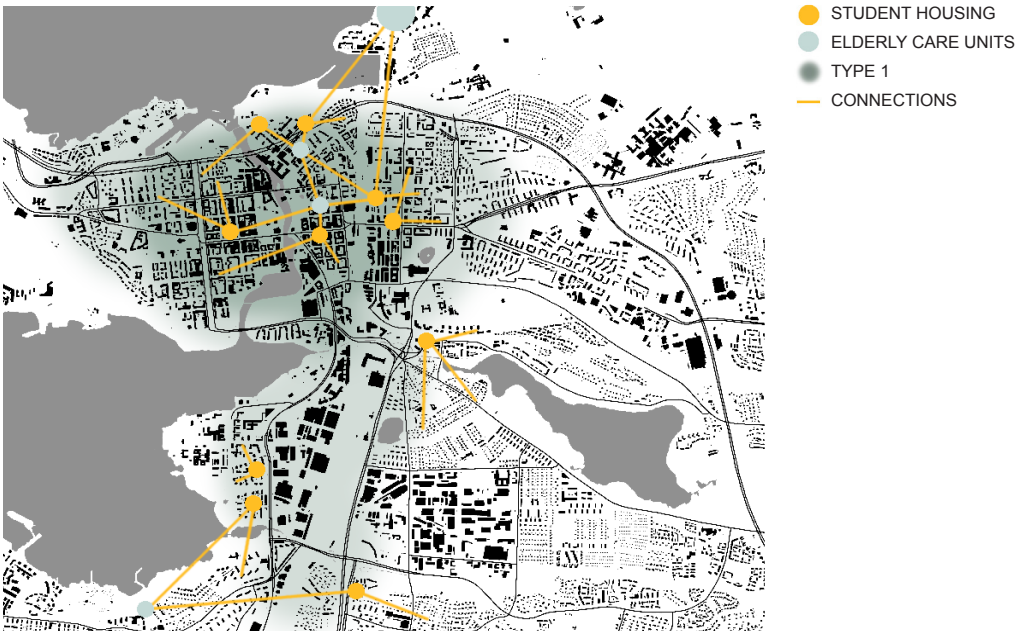 STUDENT HOUSING
ELDERLY CARE UNITS
TYPE 1
CONNECTIONS